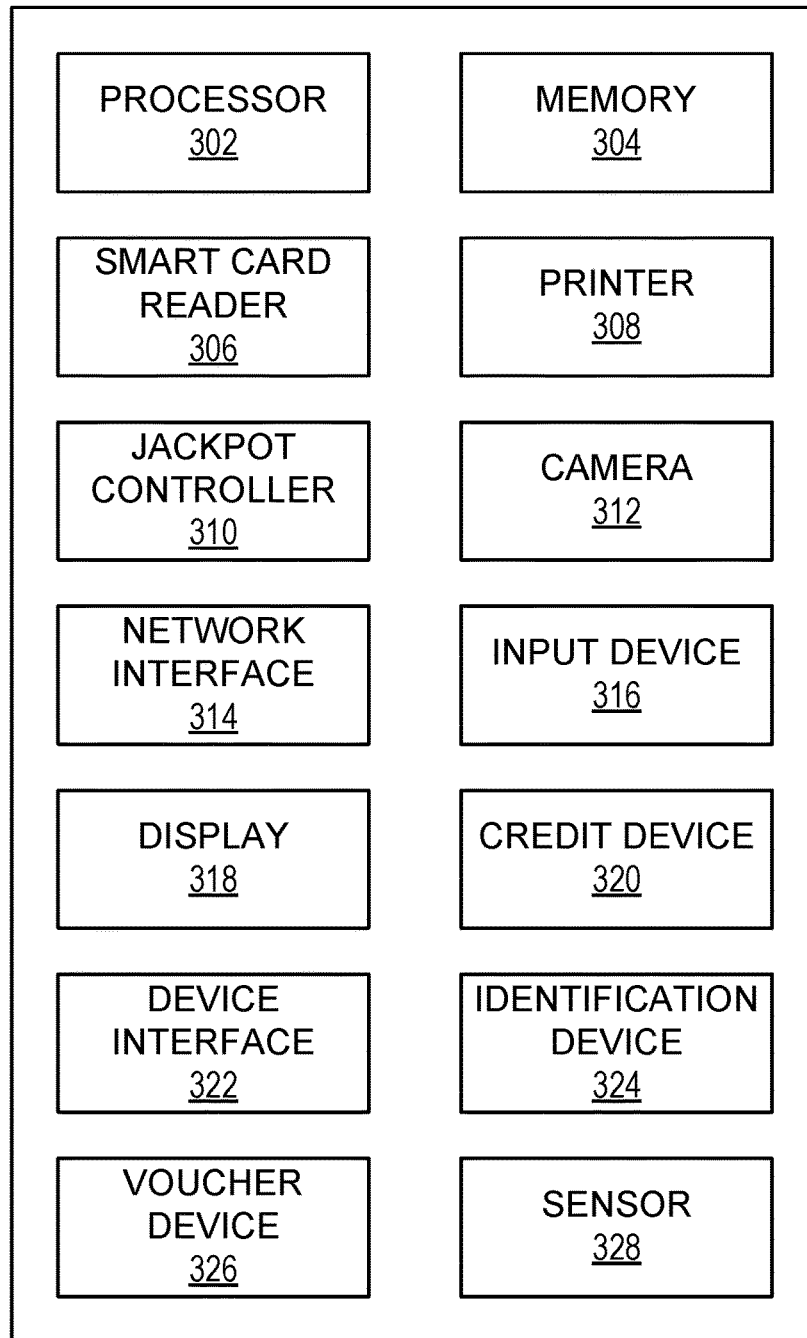 PROCESSOR
302
MEMORY
304
SMART CARD
READER
306
PRINTER
308
JACKPOT
CONTROLLER
310
CAMERA
312
NETWORK
INTERFACE
314
INPUT DEVICE
316
DISPLAY
318
CREDIT DEVICE
320
DEVICE
INTERFACE
322
IDENTIFICATION
DEVICE
324
VOUCHER
DEVICE
326
SENSOR
328